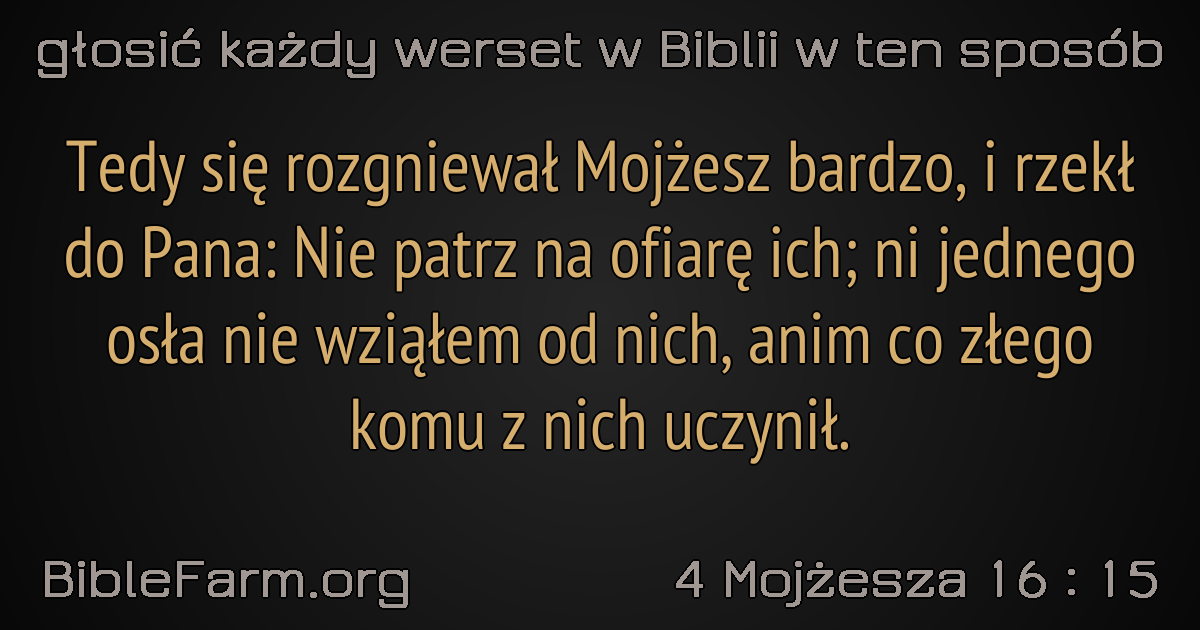 głosić każdy werset w Biblii w ten sposób
Tedy się rozgniewał Mojżesz bardzo, i rzekł
do Pana: Nie patrz na ofiarę ich; ni jednego
osła nie wziąłem od nich, anim co złego
komu z nich uczynił.
BibleFarm.org
4 Mojżesza 16 : 15